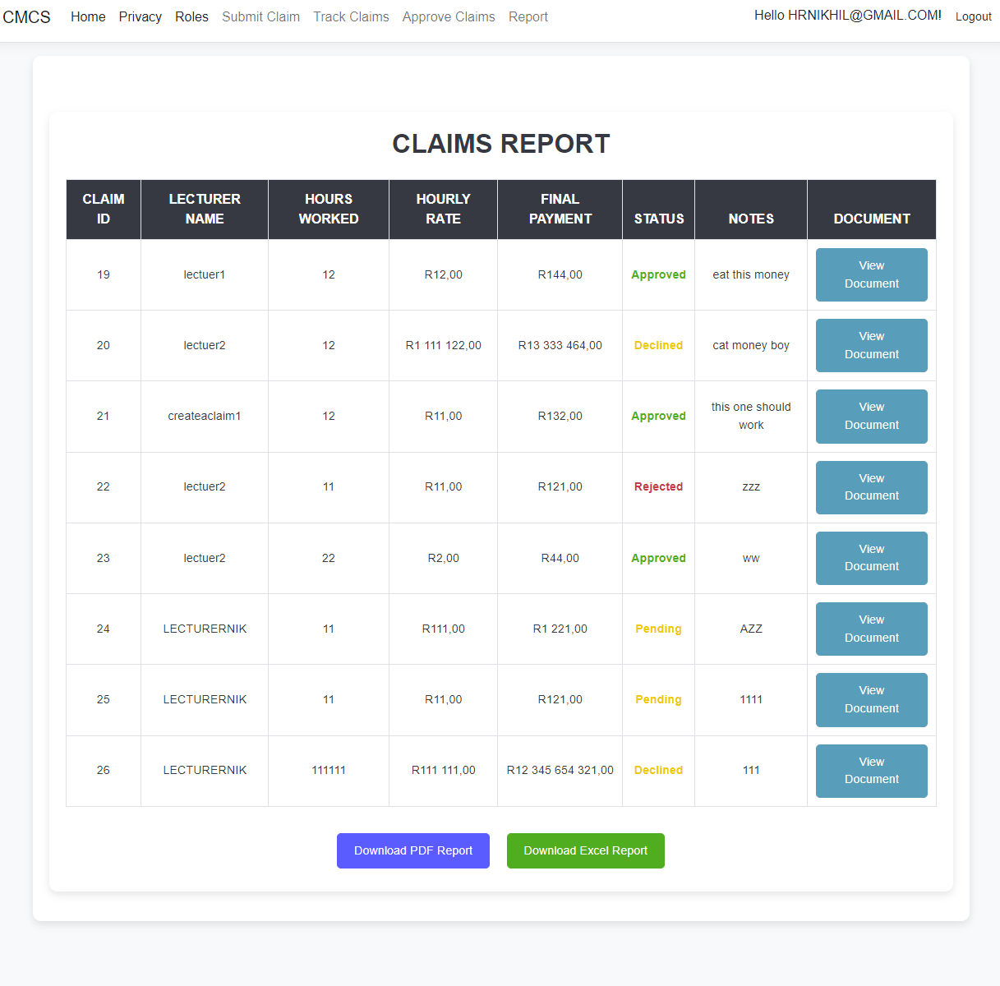 CMCS Home Privacy Roles Submit Claim Track Claims Approve Claims Report Hello HRNIKHIL@GMAIL.COM! Logout
CLAIMS REPORT
CLAIM ID LECTURER NAME HOURS WORKED HOURLY RATE FINAL PAYMENT STATUS NOTES DOCUMENT
19 lectuer1 12 R12,00 R144,00 Approved eat this money View Document
20 lectuer2 12 R1 111 122,00 R13 333 464,00 Declined cat money boy View Document
21 createaclaim1 12 R11,00 R132,00 Approved this one should work View Document
22 lectuer2 11 R11,00 R121,00 Rejected zzz View Document
23 lectuer2 22 R2,00 R44,00 Approved ww View Document
24 LECTURERNIK 11 R111,00 R1 221,00 Pending AZZ View Document
25 LECTURERNIK 11 R11,00 R121,00 Pending 1111 View Document
26 LECTURERNIK 111111 R111 111,00 R12 345 654 321,00 Declined 111 View Document
Download PDF Report Download Excel Report